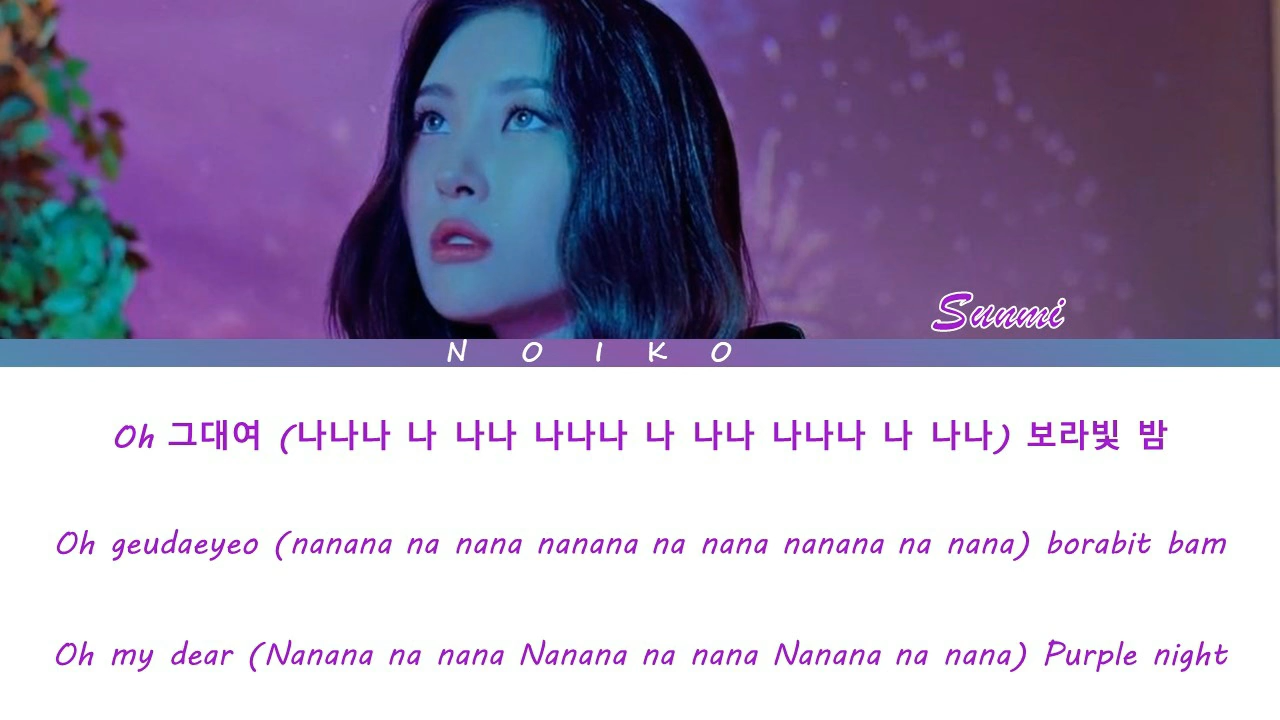 Sunmi
NOIKO
Oh 그대여 (나나나 나 나나 나나나 나 나나 나나나 나 나나) 보라빛 밤
Oh geudaeyeo (nanana na nana nanana na nana nanana na nana) borabit bam
Oh my dear (Nanana na nana Nanana na nana Nanana na nana) Purple night